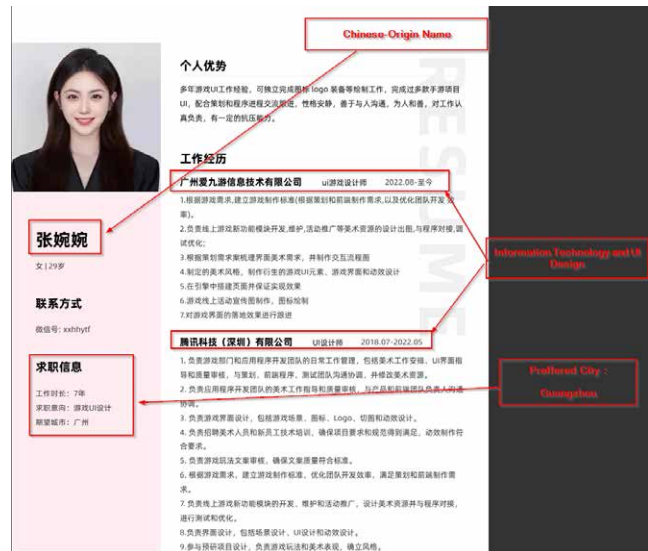 Chinese-Origin Name
个人优势
多年游戏UI工作经验，可独立完成图标 logo 装备等绘制工作，完成过多款手游项目
UI，配合策划和程序进程交流跟进，性格安静，善于与人沟通，为人和善，对工作认
真负责，有一定的抗压能力。
RESUME
工作经历
广州爱九游信息技术有限公司 ui游戏设计师 2022.08-至今
1.根据游戏需求,建立游戏制作标准(根据策划和前端制作需求,以及优化团队开发 效
率)。
2.负责线上游戏新功能模块开发,维护,活动推广等美术资源的设计出图,与程序对接,调
试优化;
3.根据策划需求案梳理界面美术需求，并制作交互流程图
4.制定的美术风格，制作衍生的游戏UI元素、游戏界面和动效设计
5.在引擎中搭建页面并保证实现效果
6.游戏线上活动宣传图制作，图标绘制
7.对游戏界面的落地效果进行跟进
张婉婉
女 | 29岁
联系方式
微信号: xxhhytf
求职信息
工作时长：7年
求职意向：游戏UI设计
期望城市：广州
Information Technology and UI
Design
腾讯科技（深圳）有限公司 UI设计师 2018.07-2022.05
1. 负责游戏部门和应用程序开发团队的日常工作管理，包括美术工作安排、UI界面指
导和质量审核，与策划、前端程序、测试团队沟通协调，并修改美术资源。
2. 负责应用程序开发团队的美术工作指导和质量审核，与产品和前端团队负责人沟通
协调。
3. 负责游戏界面设计，包括游戏场景、图标、Logo、切图和动效设计。
4. 负责招聘美术人员和新员工技术培训，确保项目要求和规范得到满足，动效制作符
合要求。
5. 负责游戏玩法文案审核，确保文案质量符合标准。
6. 根据游戏需求，建立游戏制作标准，优化团队开发效率，满足策划和前端制作需
求。
7. 负责线上游戏新功能模块的开发、维护和活动推广，设计美术资源并与程序对接，
进行测试和优化。
8.负责界面设计，包括场景设计、UI设计和动效设计。
9.参与预研项目设计，负责游戏玩法和美术表现，确立风格。
Preffered City :
Guangzhou